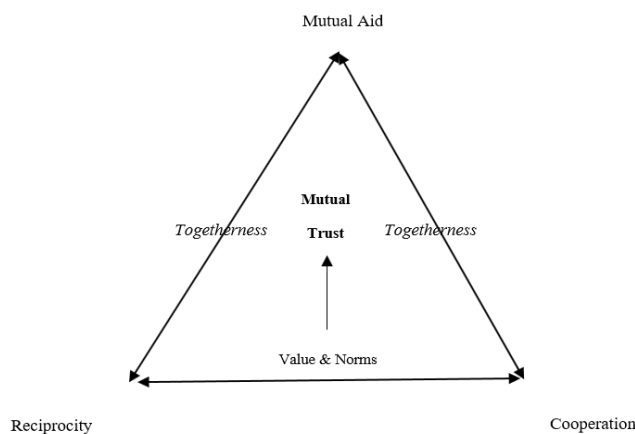 Mutual Aid
Mutual
Togetherness Trust Togetherness
Value & Norms
Reciprocity Cooperation